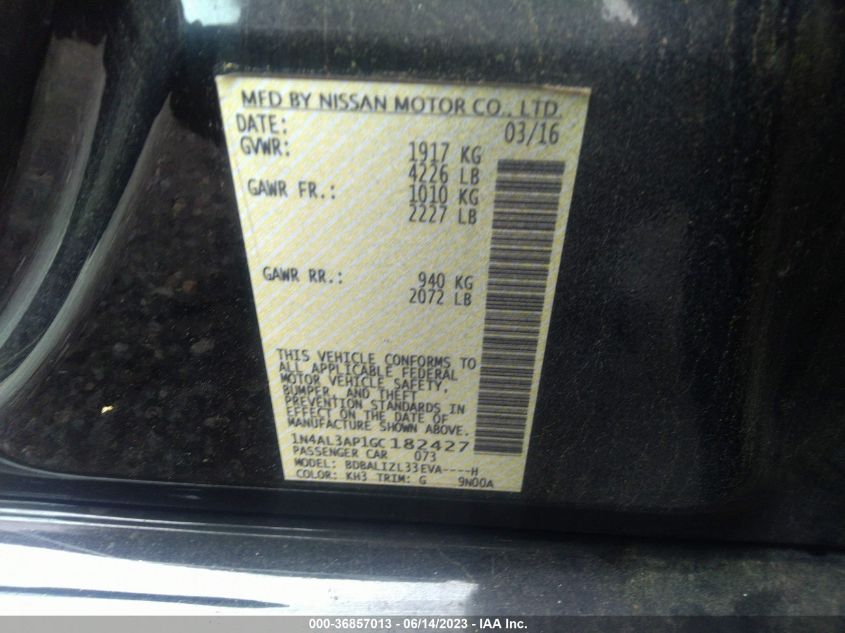 MFD BY NISSAN MOTOR CO., LTD.
DATE: 03/16
GVWR: 1917 KG
4226 LB
GAWR FR.: 1010 KG
2227 LB
GAWR RR.: 940 KG
2072 LB
THIS VEHICLE CONFORMS TO
ALL APPLICABLE FEDERAL
MOTOR VEHICLE SAFETY,
BUMPER, AND THEFT
PREVENTION STANDARDS IN
EFFECT ON THE DATE OF
MANUFACTURE SHOWN ABOVE.
1N4AL3AP1GC182427
PASSENGER CAR 073
MODEL: BDBALIZL33EVA----H
COLOR: KH3 TRIM: G 9N00A
000-36857013 - 06/14/2023 - IAA Inc.